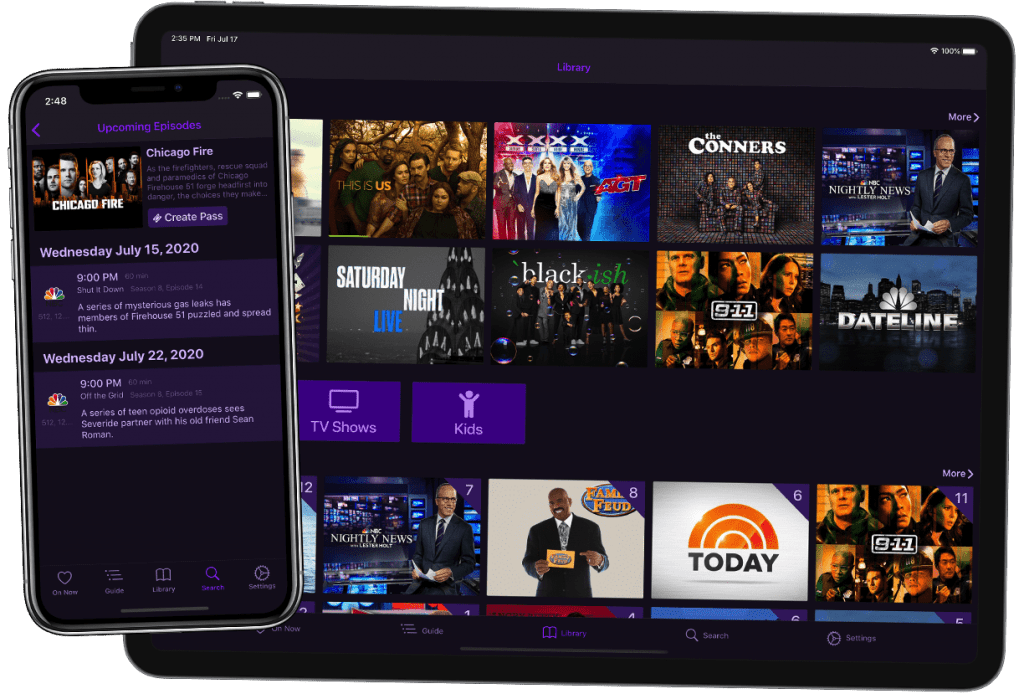 2:48
Upcoming Episodes
Chicago Fire
As the firefighters, rescue squad
and paramedics of Chicago
Firehouse 51 forge headfirst into
danger, the choices they make...
CHICAGO FIRE
Create Pass
Wednesday July 15, 2020
9:00 PM 60 min
Shut It Down Season 8, Episode 14
512, 12...
A series of mysterious gas leaks has
members of Firehouse 51 puzzled and spread
thin.
Wednesday July 22, 2020
9:00 PM 60 min
Off the Grid Season 8, Episode 15
512, 12...
A series of teen opioid overdoses sees
Severide partner with his old friend Sean
Roman.
On Now
Guide
Library
Search
Settings
2:35 PM Fri Jul 17
100%
Library
More
THIS IS US
XXXX
AGT
the
CONNERS
NBC
NIGHTLY NEWS
WITH LESTER HOLT
SATURDAY
NIGHT
LIVE
black-ish
9-1-1
DATELINE
TV Shows
Kids
More
12
NBC
NIGHTLY NEWS
WITH LESTER HOLT
7
FAMILY
FEUD
8
TODAY
6
9-1-1
11
On Now
Guide
Library
Search
Settings